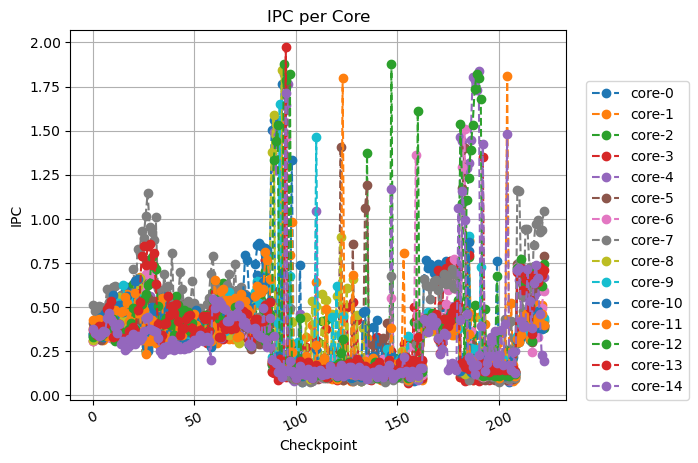 IPC per Core
IPC
2.00
1.75
1.50
1.25
1.00
0.75
0.50
0.25
0.00
0
50
100
150
200
Checkpoint
core-0
core-1
core-2
core-3
core-4
core-5
core-6
core-7
core-8
core-9
core-10
core-11
core-12
core-13
core-14